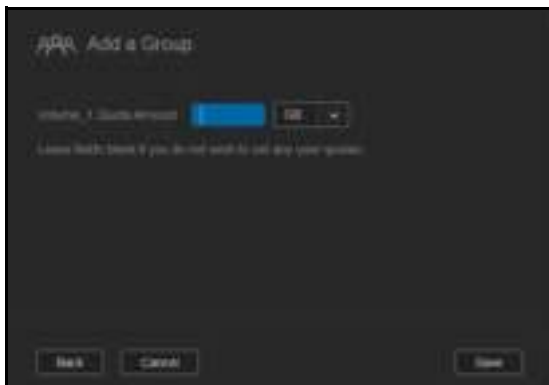 Add a Group
Volume_1 Quota Amount GB
Leave fields blank if you do not wish to set any user quotas.
Back Cancel Save